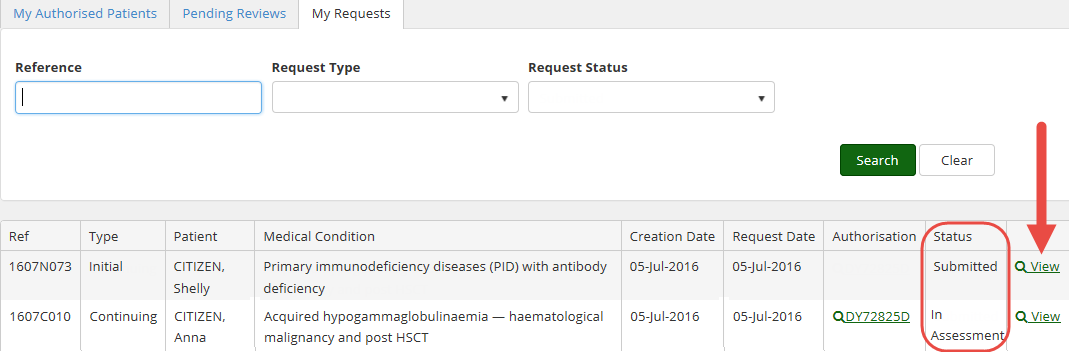 My Authorised Patients Pending Reviews My Requests
Reference Request Type Request Status
Search Clear
Ref Type Patient Medical Condition Creation Date Request Date Authorisation Status
1607N073 Initial CITIZEN, Primary immunodeficiency diseases (PID) with antibody 05-Jul-2016 05-Jul-2016 Submitted View
Shelly deficiency
1607C010 Continuing CITIZEN, Acquired hypogammaglobulinaemia — haematological 05-Jul-2016 05-Jul-2016 DY72825D In View
Anna malignancy and post HSCT Assessment